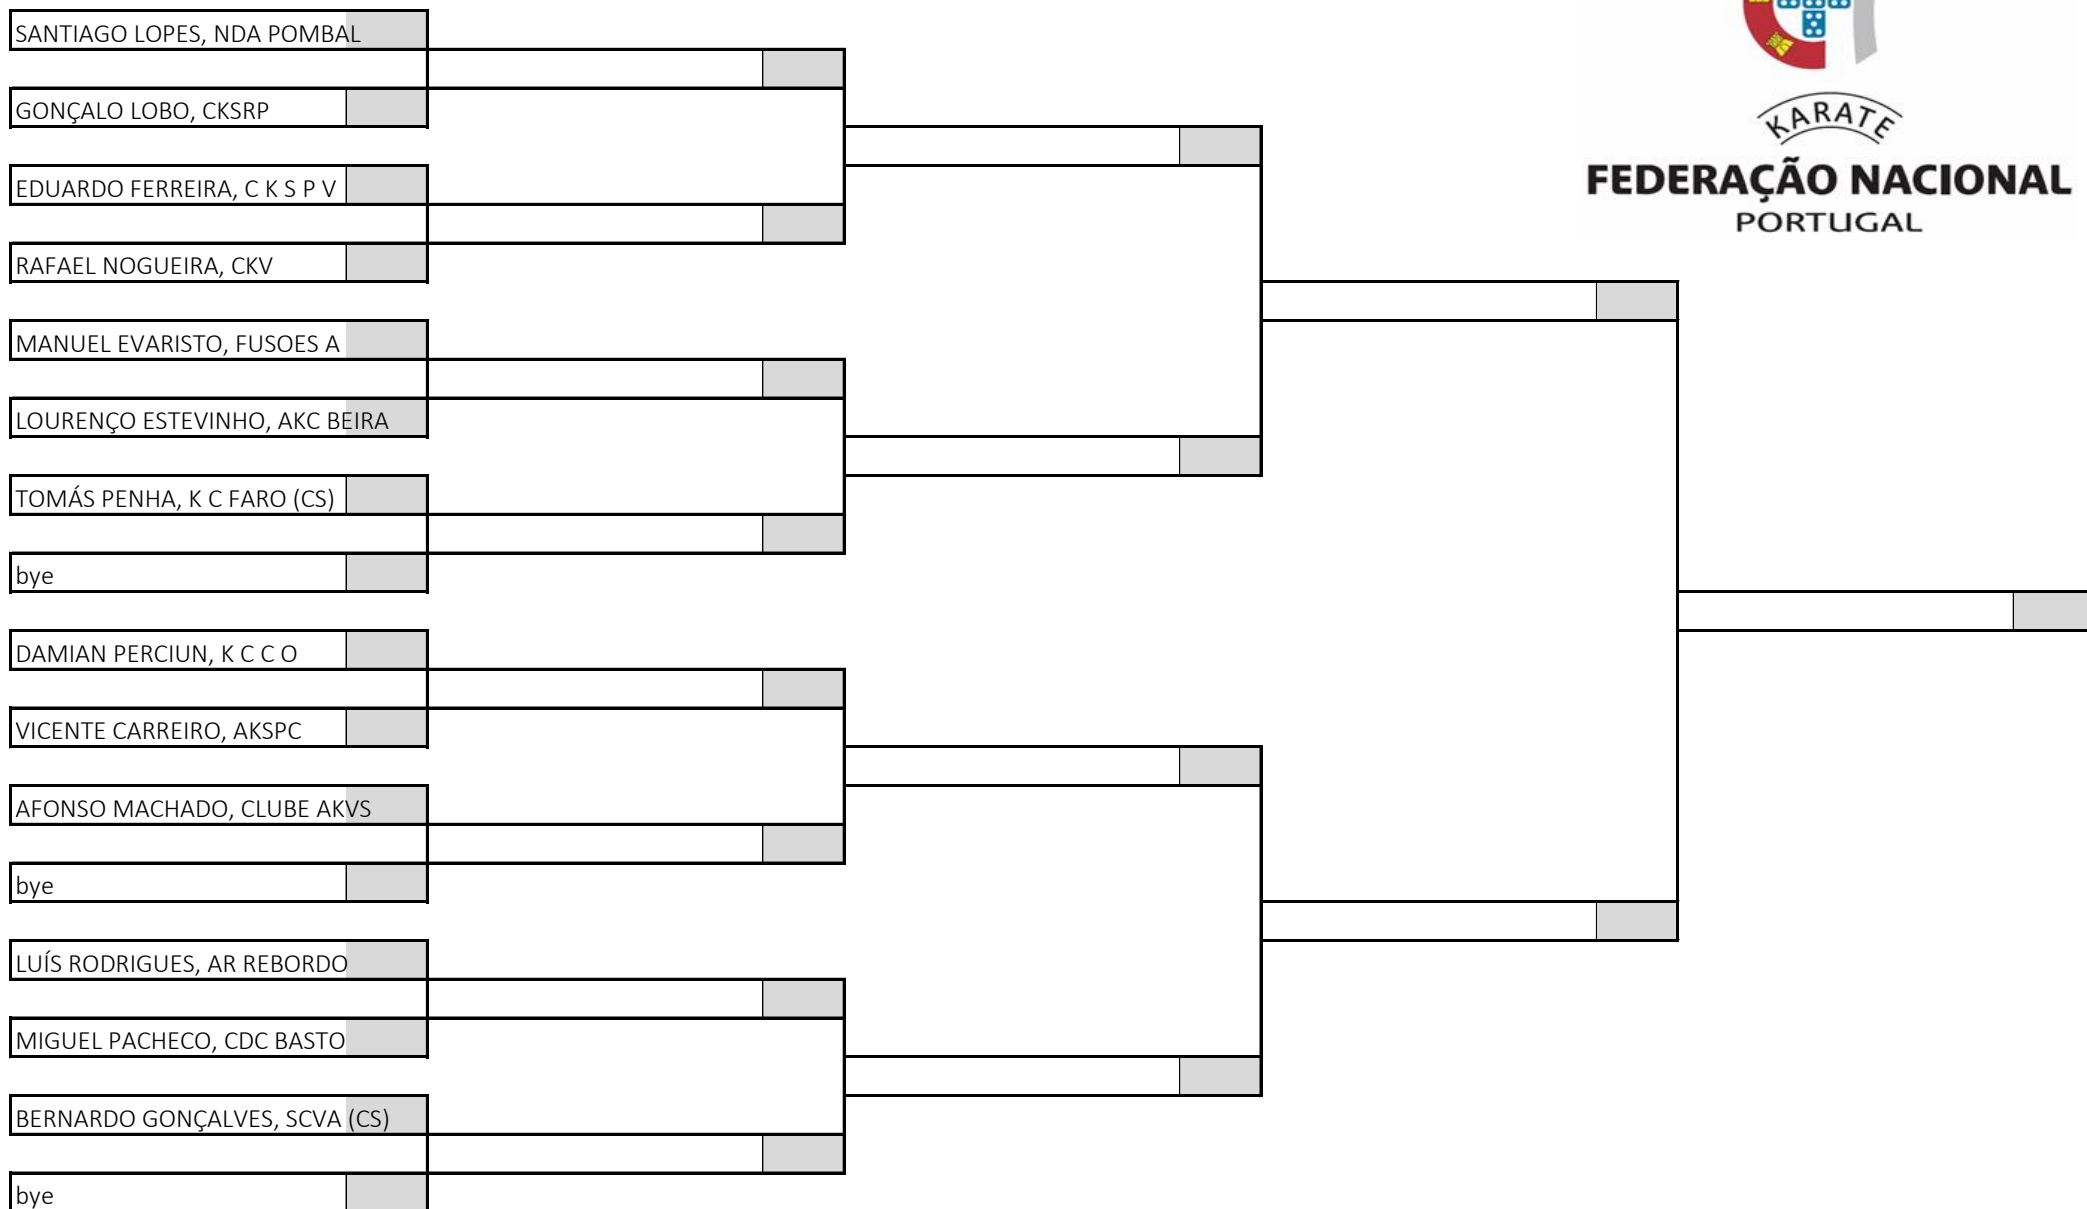 SANTIAGO LOPES, NDA POMBAL
GONÇALO LOBO, CKSRP
EDUARDO FERREIRA, C K S P V
RAFAEL NOGUEIRA, CKV
MANUEL EVARISTO, FUSOES A
LOURENÇO ESTEVINHO, AKC BEIRA
TOMÁS PENHA, K C FARO (CS)
bye
DAMIAN PERCIUN, K C C O
VICENTE CARREIRO, AKSPC
AFONSO MACHADO, CLUBE AKVS
bye
LUÍS RODRIGUES, AR REBORDO
MIGUEL PACHECO, CDC BASTO
BERNARDO GONÇALVES, SCVA (CS)
bye
KARATE
FEDERAÇÃO NACIONAL
PORTUGAL